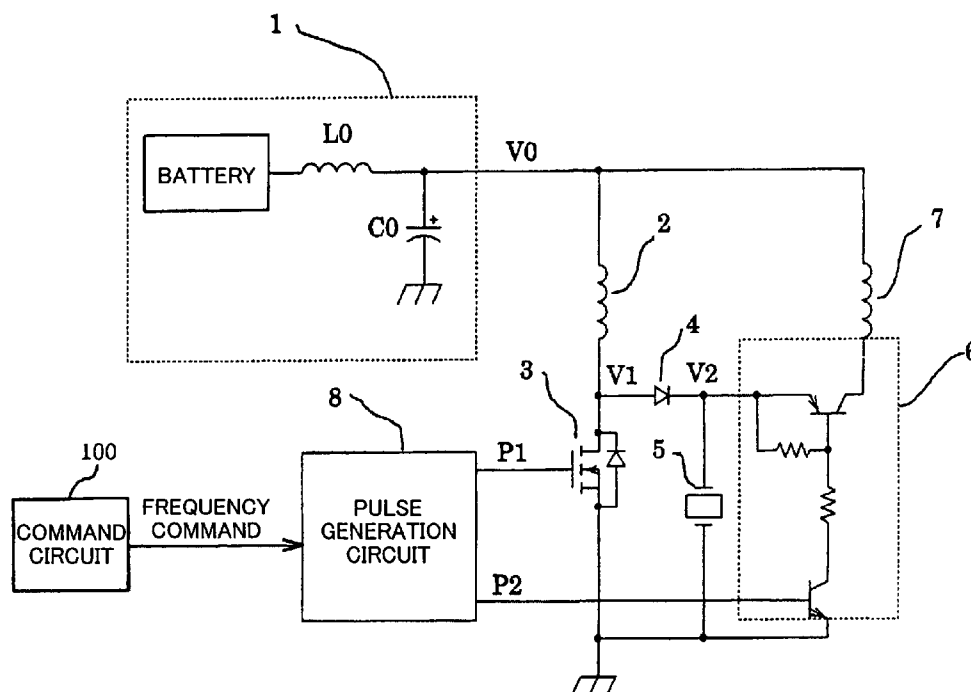 1
L0
BATTERY
V0
C0
+
2
7
4
6
3
V1
V2
8
5
P1
100
COMMAND
CIRCUIT
FREQUENCY
COMMAND
PULSE
GENERATION
CIRCUIT
P2